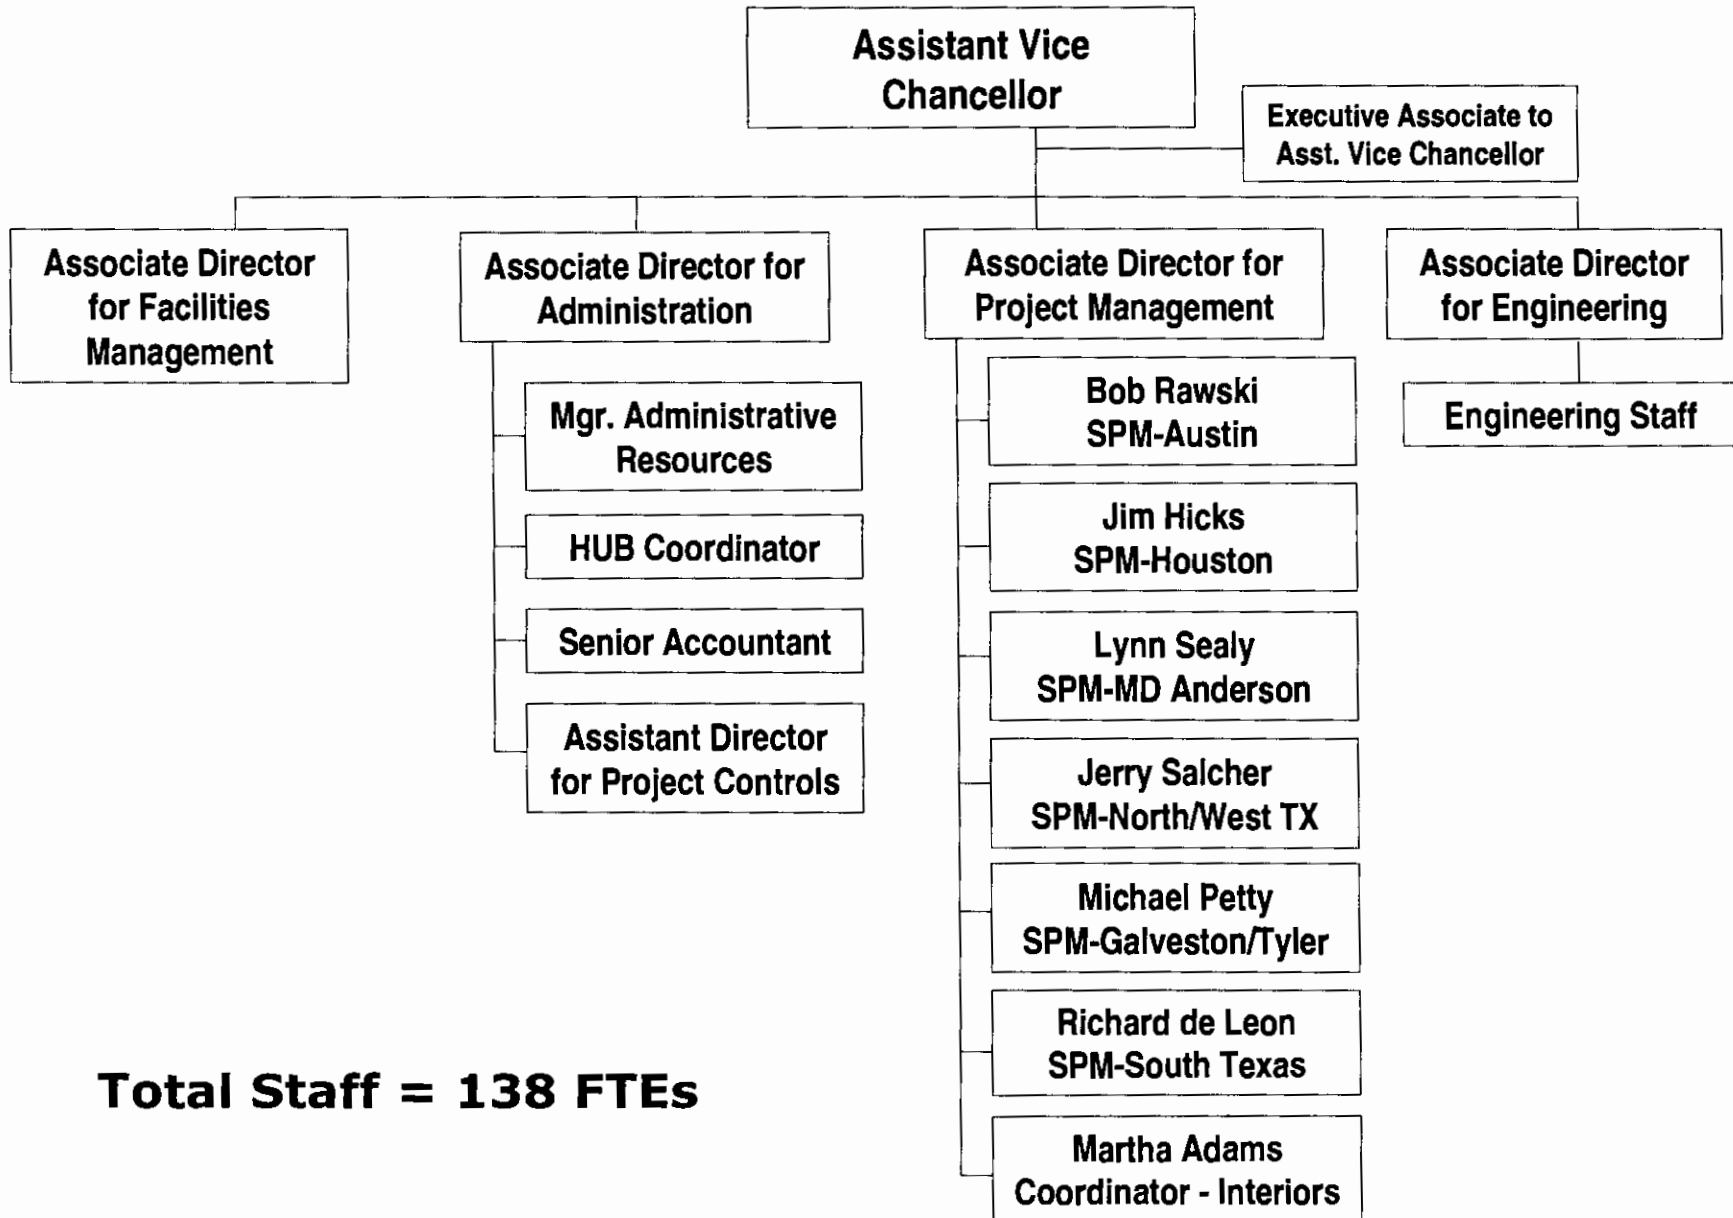 Assistant Vice
Chancellor
Executive Associate to
Asst. Vice Chancellor
Associate Director
for Facilities
Management
Associate Director for
Administration
Mgr. Administrative
Resources
HUB Coordinator
Senior Accountant
Assistant Director
for Project Controls
Associate Director for
Project Management
Bob Rawski
SPM-Austin
Jim Hicks
SPM-Houston
Lynn Sealy
SPM-MD Anderson
Jerry Salcher
SPM-North/West TX
Michael Petty
SPM-Galveston/Tyler
Richard de Leon
SPM-South Texas
Martha Adams
Coordinator - Interiors
Associate Director
for Engineering
Engineering Staff
Total Staff = 138 FTEs